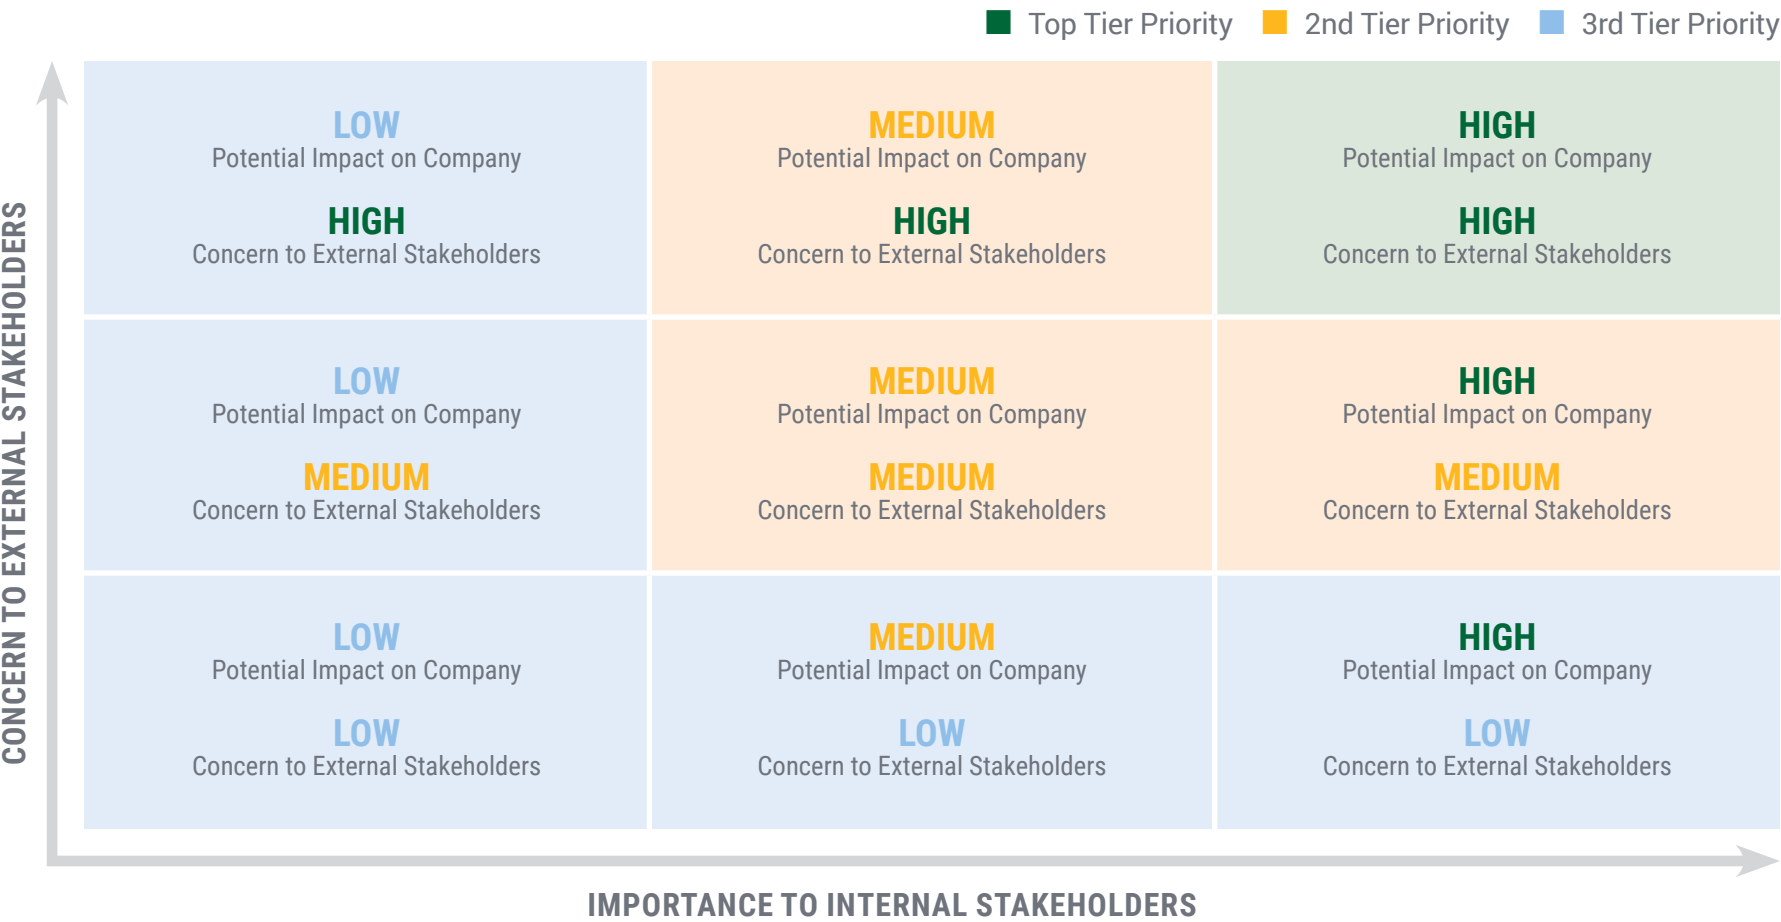 Top Tier Priority 2nd Tier Priority 3rd Tier Priority
CONCERN TO EXTERNAL STAKEHOLDERS
LOW
Potential Impact on Company
HIGH
Concern to External Stakeholders
MEDIUM
Potential Impact on Company
HIGH
Concern to External Stakeholders
HIGH
Potential Impact on Company
HIGH
Concern to External Stakeholders
LOW
Potential Impact on Company
MEDIUM
Concern to External Stakeholders
MEDIUM
Potential Impact on Company
MEDIUM
Concern to External Stakeholders
HIGH
Potential Impact on Company
MEDIUM
Concern to External Stakeholders
LOW
Potential Impact on Company
LOW
Concern to External Stakeholders
MEDIUM
Potential Impact on Company
LOW
Concern to External Stakeholders
HIGH
Potential Impact on Company
LOW
Concern to External Stakeholders
IMPORTANCE TO INTERNAL STAKEHOLDERS